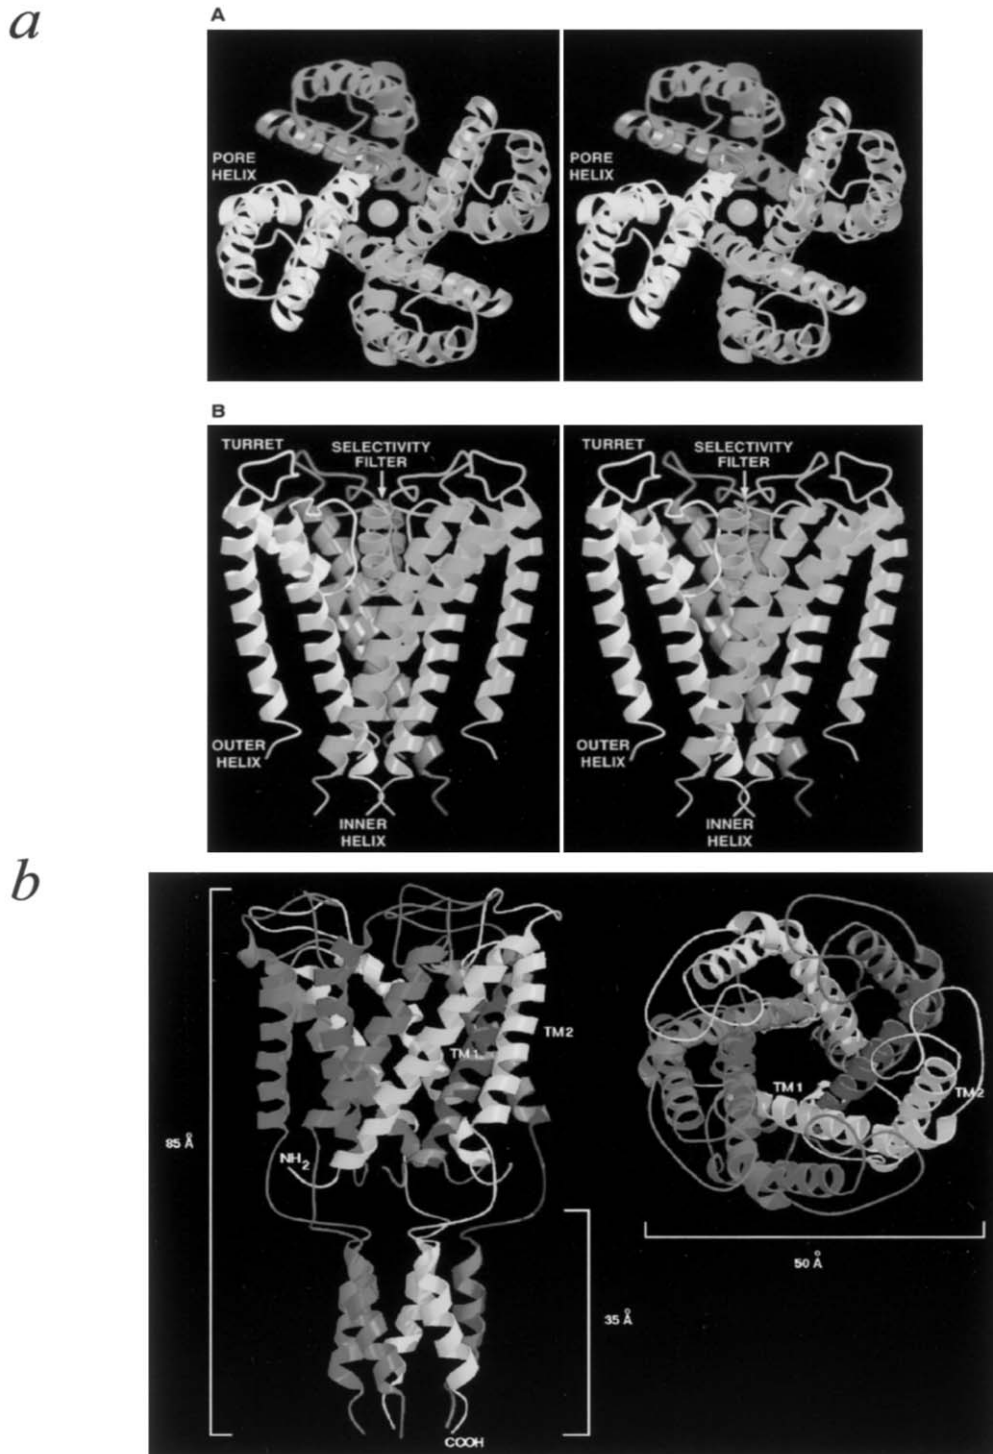 a
A
PORE
HELIX
PORE
HELIX
B
TURRET
SELECTIVITY
FILTER
TURRET
SELECTIVITY
FILTER
OUTER
HELIX
OUTER
HELIX
INNER
HELIX
INNER
HELIX
b
TM2
TM1
85 Å
NH2
35 Å
COOH
TM1
TM2
50 Å